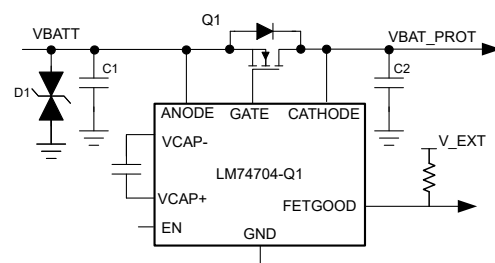 Q1
VBATT
VBAT_PROT
C1
C2
D1
ANODE
GATE
CATHODE
VCAP-
V_EXT
LM74704-Q1
VCAP+
FETGOOD
EN
GND